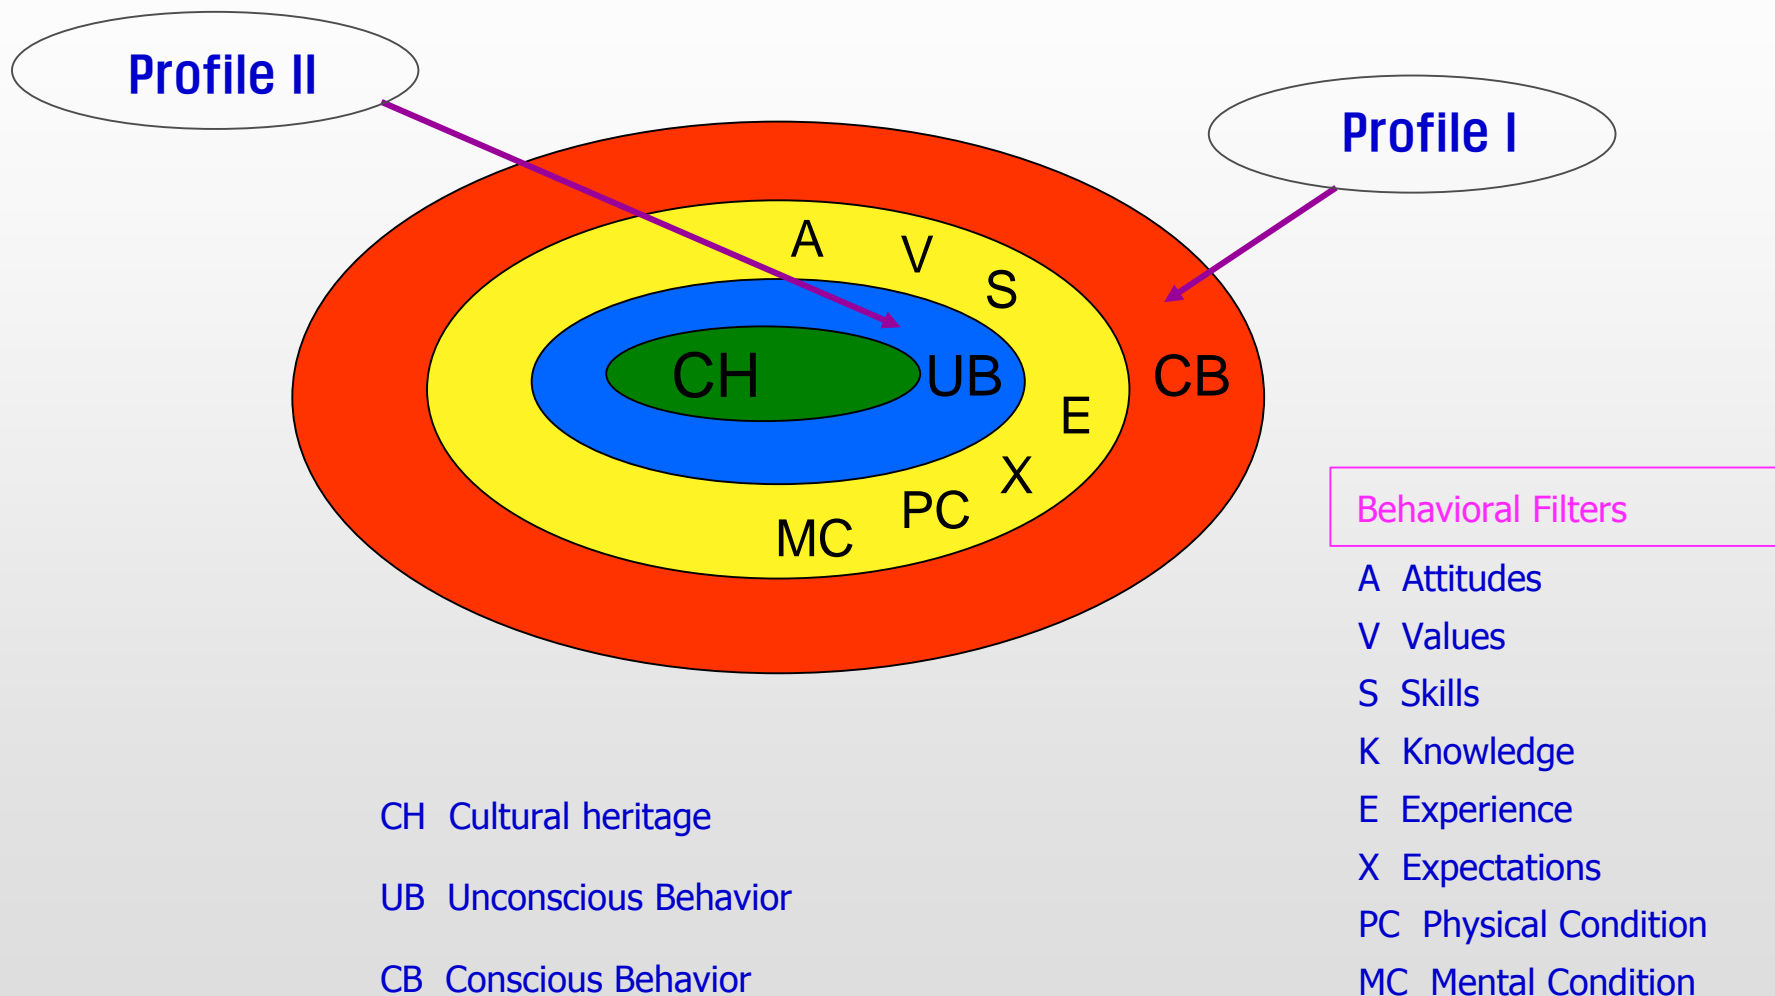 Profile II
Profile I
A
V
S
CH
UB
CB
E
X
PC
MC
Behavioral Filters
A Attitudes
V Values
S Skills
K Knowledge
E Experience
X Expectations
PC Physical Condition
MC Mental Condition
CH Cultural heritage
UB Unconscious Behavior
CB Conscious Behavior